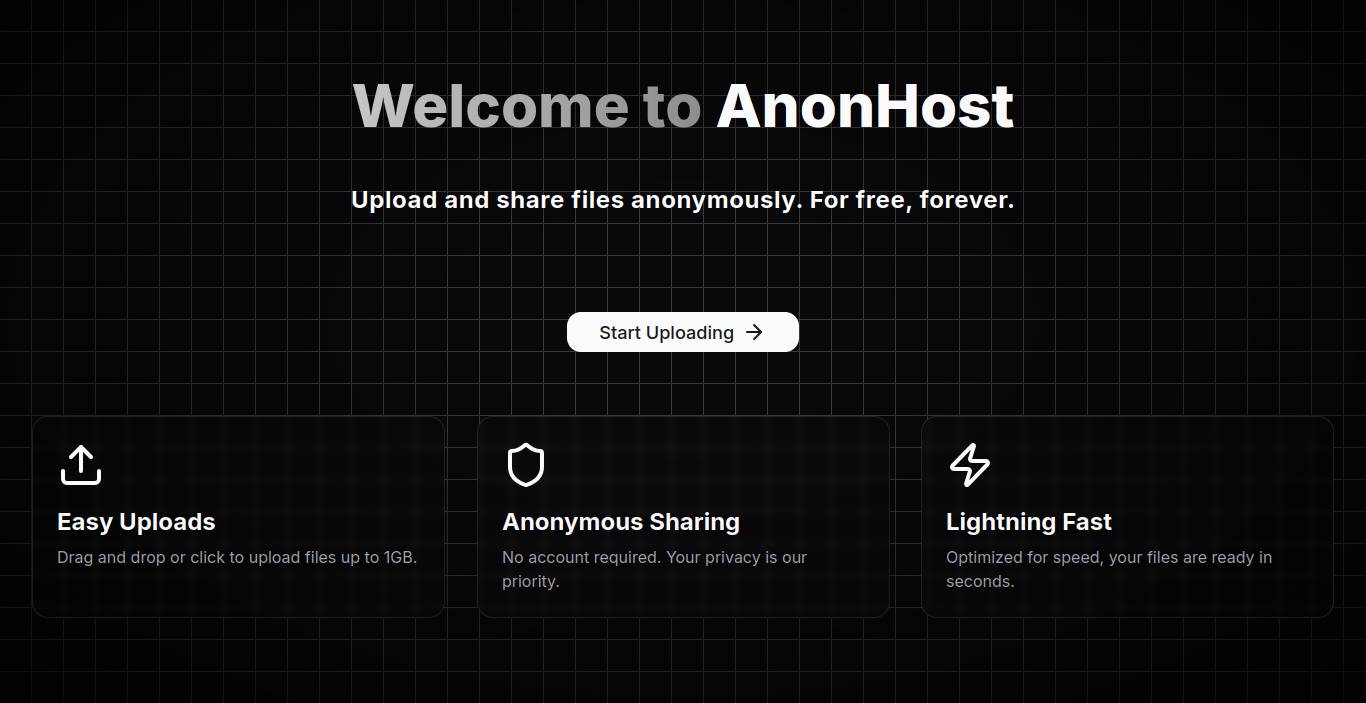 Welcome to AnonHost
Upload and share files anonymously. For free, forever.
Start Uploading
Easy Uploads
Drag and drop or click to upload files up to 1GB.
Anonymous Sharing
No account required. Your privacy is our
priority.
Lightning Fast
Optimized for speed, your files are ready in
seconds.